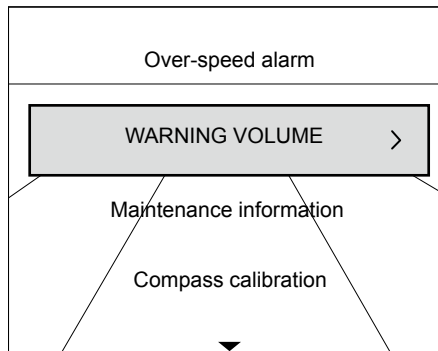 Over-speed alarm
WARNING VOLUME
Maintenance information
Compass calibration